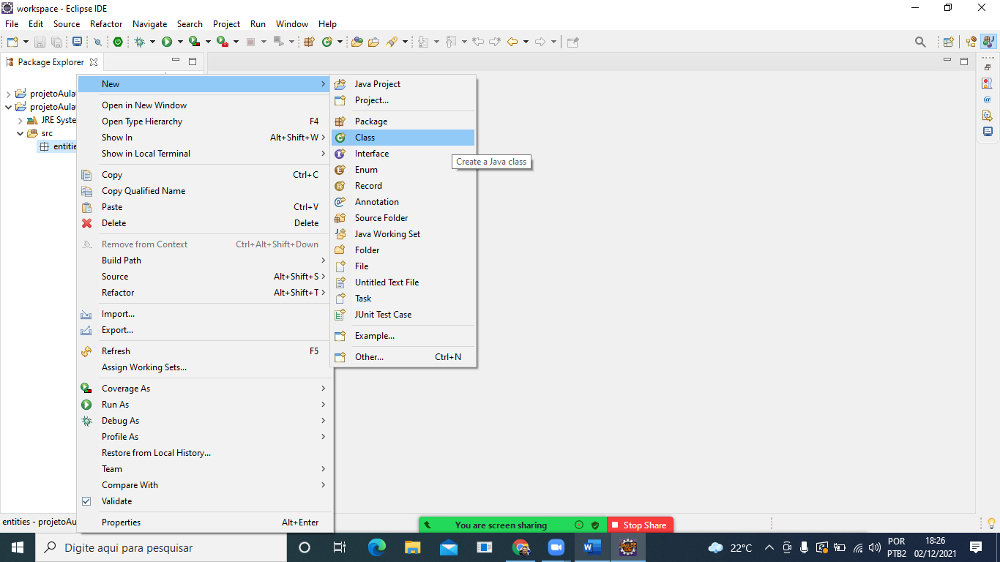 workspace - Eclipse IDE
File Edit Source Refactor Navigate Search Project Run Window Help
Package Explorer
projetoAula
projetoAula
JRE Syste
src
entitie
New
Open in New Window
Open Type Hierarchy F4
Show In Alt+Shift+W
Show in Local Terminal
Copy Ctrl+C
Copy Qualified Name
Paste Ctrl+V
Delete Delete
Remove from Context Ctrl+Alt+Shift+Down
Build Path
Source Alt+Shift+S
Refactor Alt+Shift+T
Import...
Export...
Refresh F5
Assign Working Sets...
Coverage As
Run As
Debug As
Profile As
Restore from Local History...
Team
Compare With
Validate
Properties Alt+Enter
Java Project
Project...
Package
Class
Interface
Enum
Record
Annotation
Source Folder
Java Working Set
Folder
File
Untitled Text File
Task
JUnit Test Case
Example...
Other... Ctrl+N
Create a Java class
entities - projetoAu
You are screen sharing Stop Share
Digite aqui para pesquisar
22°C
POR
PTB2
18:26
02/12/2021